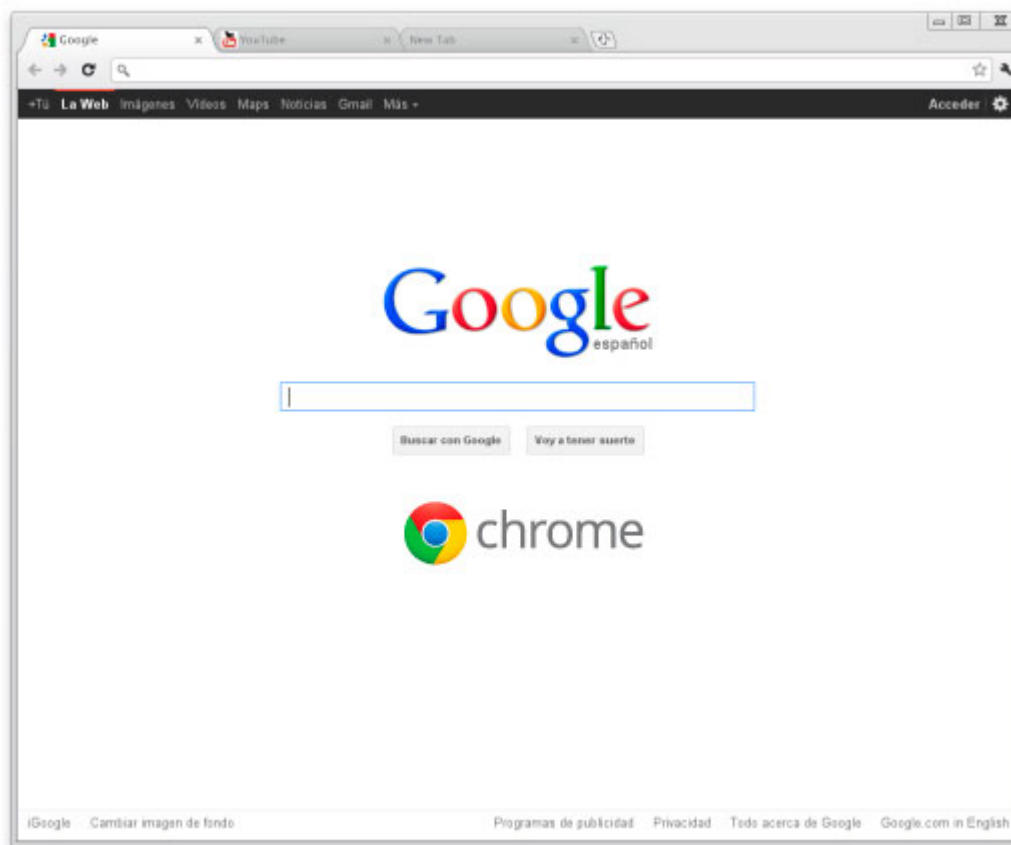 Google YouTube New Tab
+Tú La Web Imágenes Vídeos Maps Noticias Gmail Más Acceder
Google
español
Buscar con Google Voy a tener suerte
chrome
iGoogle Cambiar imagen de fondo Programas de publicidad Privacidad Todo acerca de Google Google.com in English